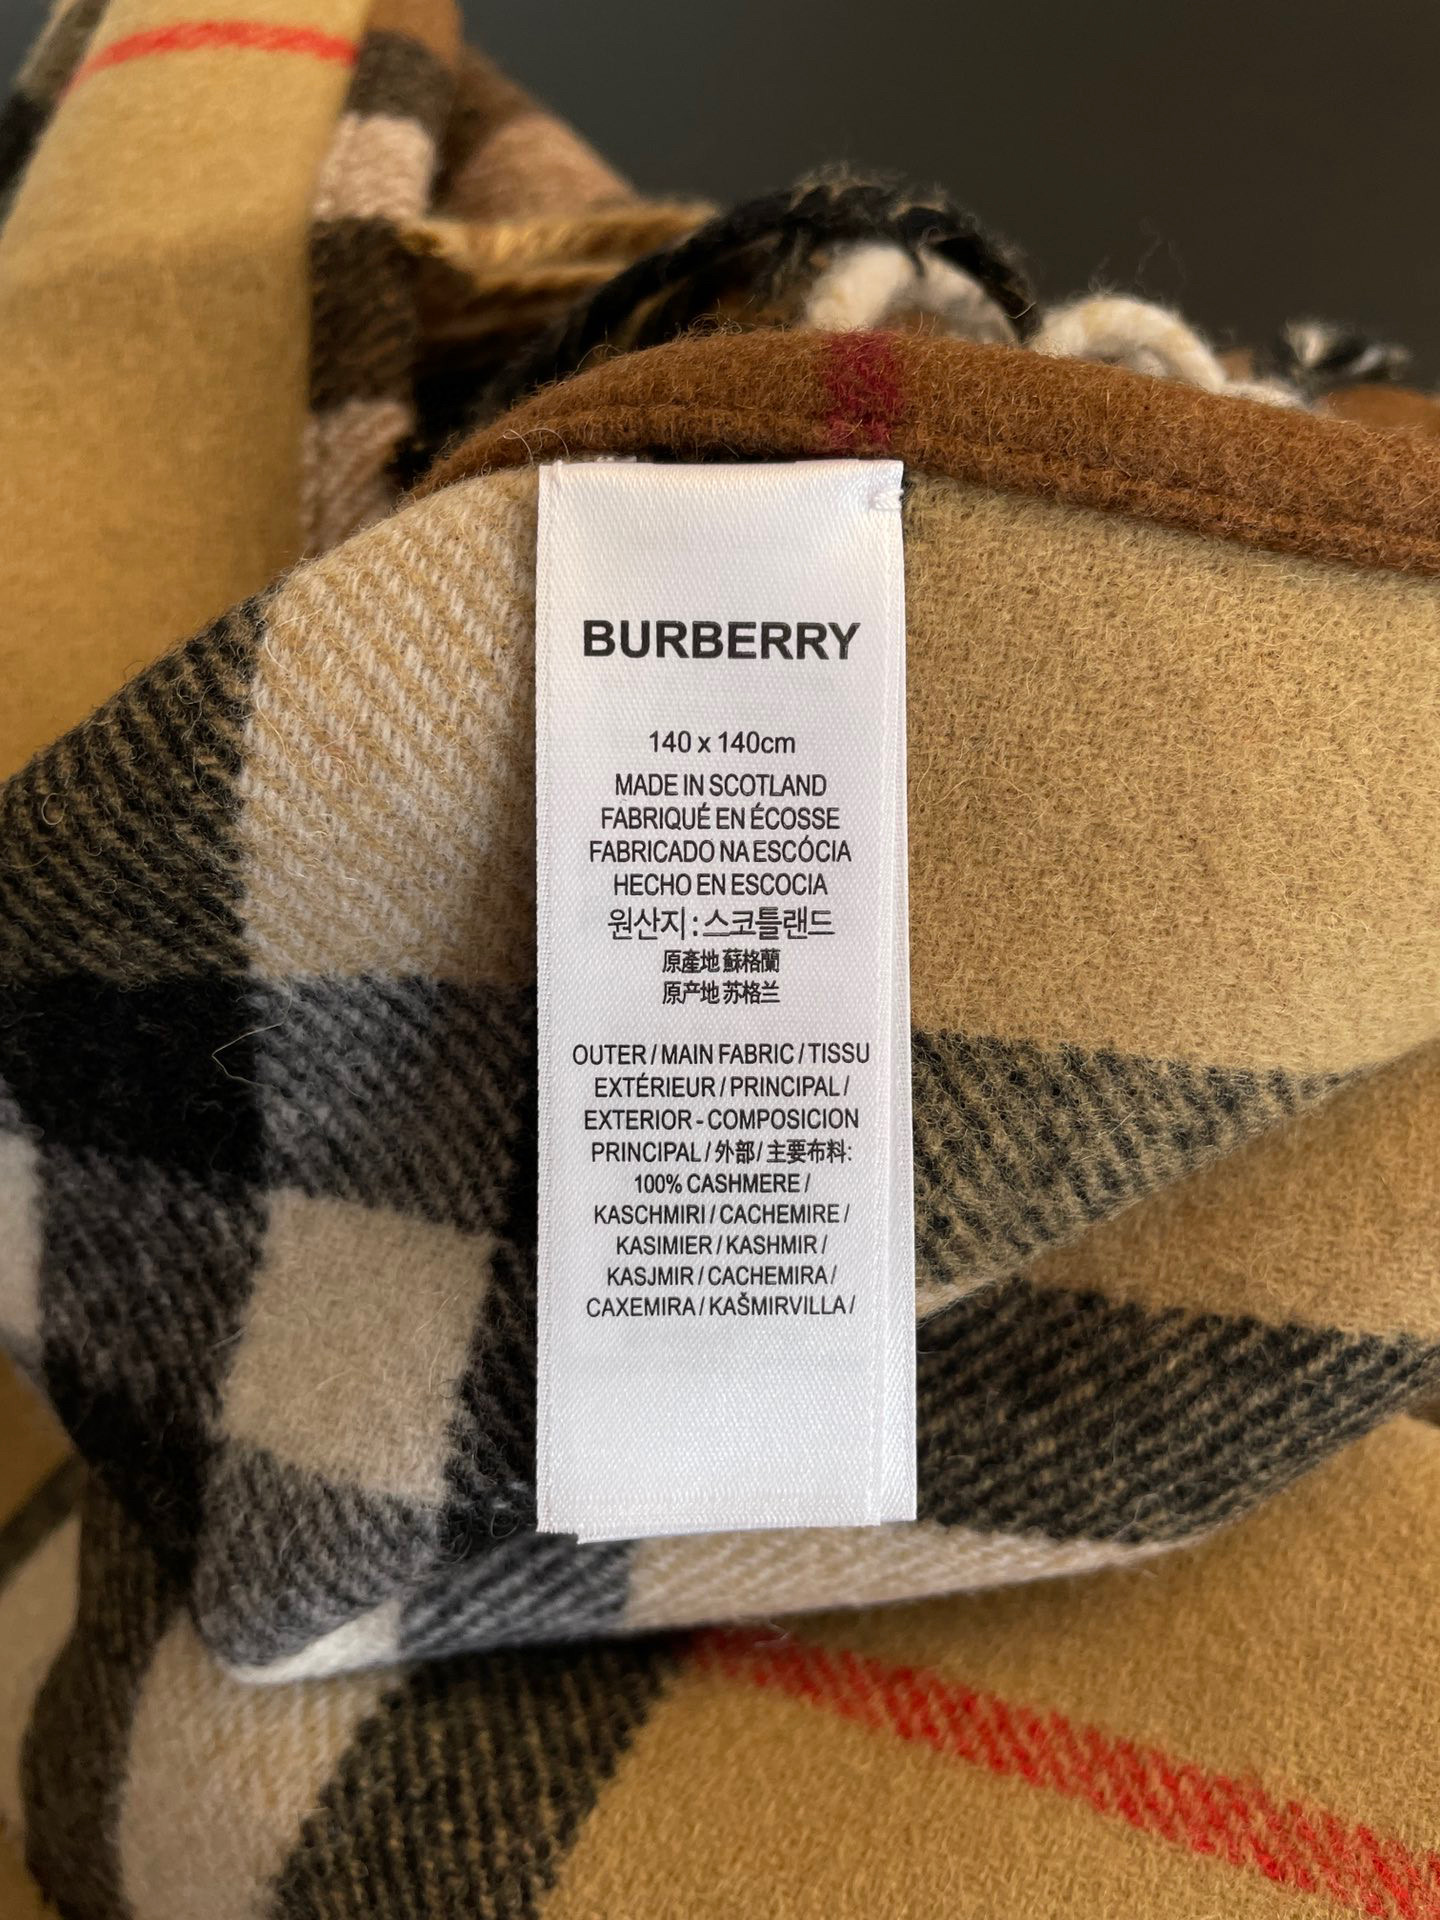 BURBERRY
140 x 140cm
MADE IN SCOTLAND
FABRIQUÉ EN ÉCOSSE
FABRICADO NA ESCÓCIA
HECHO EN ESCOCIA
원산지 : 스코틀랜드
原產地 蘇格蘭
原产地 苏格兰
OUTER / MAIN FABRIC / TISSU
EXTÉRIEUR / PRINCIPAL /
EXTERIOR - COMPOSICION
PRINCIPAL / 外部 / 主要布料:
100% CASHMERE /
KASCHMIRI / CACHEMIRE /
KASIMIER / KASHMIR /
KASJMIR / CACHEMIRA /
CAXEMIRA / KAŠMIRVILLA /